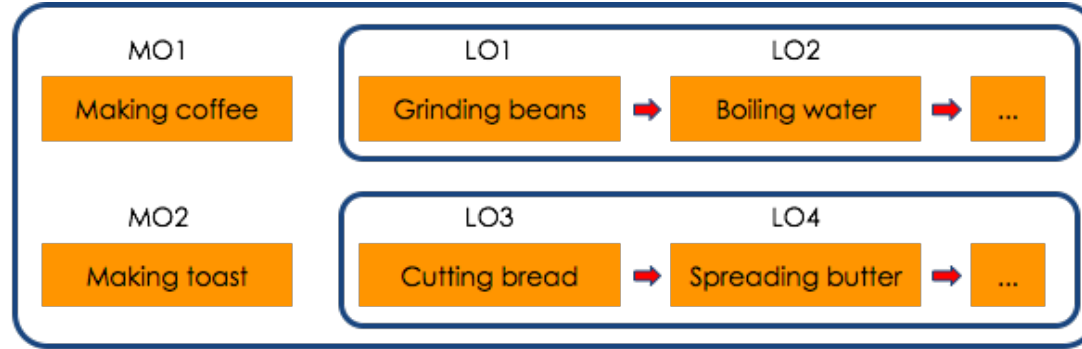 MO1
LO1
LO2
Making coffee
Grinding beans
Boiling water
...
MO2
LO3
LO4
Making toast
Cutting bread
Spreading butter
...